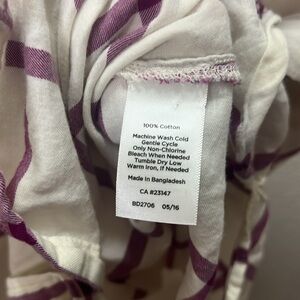 100% Cotton
Machine Wash Cold
Gentle Cycle
Only Non-Chlorine
Bleach When Needed
Tumble Dry Low
Warm Iron, If Needed
Made In Bangladesh
CA #23147
BD2706 05/16